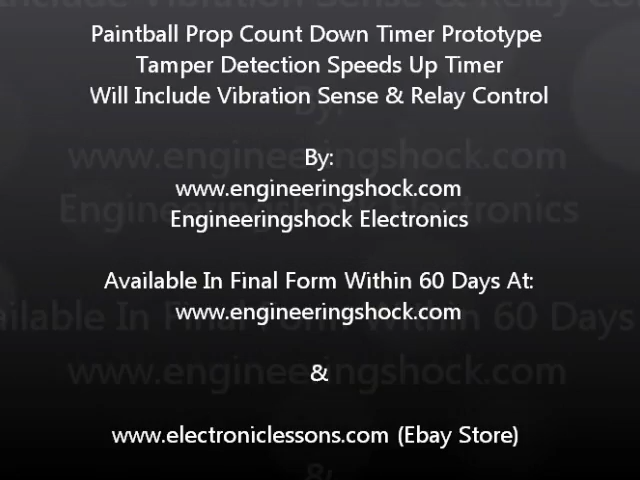 Paintball Prop Count Down Timer Prototype
Tamper Detection Speeds Up Timer
Will Include Vibration Sense & Relay Control
By:
www.engineeringshock.com
Engineeringshock Electronics
Available In Final Form Within 60 Days At:
www.engineeringshock.com
&
www.electroniclessons.com (Ebay Store)